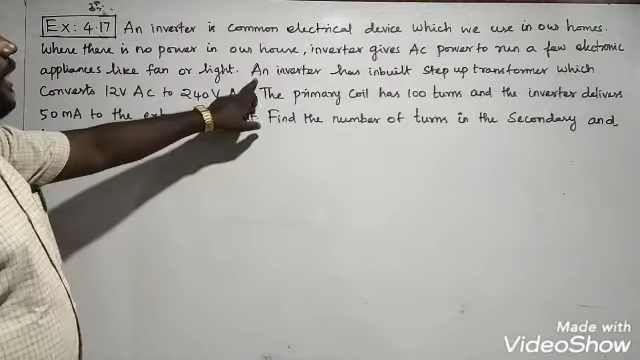 Ex: 4.17 An inverter is common electrical device which we use in our homes.
Where there is no power in our house, inverter gives Ac power to run a few electronic
appliances like fan or light. An inverter has inbuilt step up transformer which
Converts 12V AC to 240V A The primary coil has 100 turns and the inverter delivers
50mA to the Find the number of turns in the secondary and
Made with
VideoShow